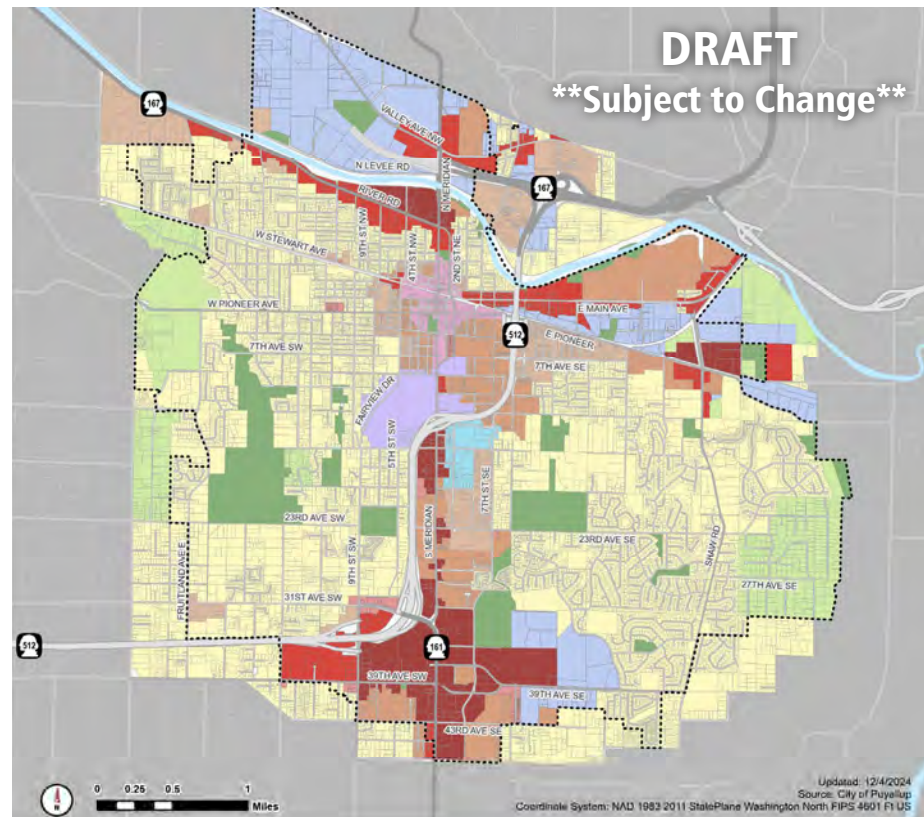 DRAFT
**Subject to Change**
167
VALLEY AVE NW
N LEVEE RD
N MERIDIAN
167
RIVER RD
9TH ST NW
4TH ST NW
2ND ST NE
W STEWART AVE
W PIONEER AVE
E MAIN AVE
512
E PIONEER
7TH AVE SW
7TH AVE SE
FAIRVIEW DR
5TH ST SW
7TH ST SE
23RD AVE SW
S MERIDIAN
23RD AVE SE
SHAW RD
9TH ST SW
27TH AVE SE
FRUITLAND AVE E
31ST AVE SW
512
161
39TH AVE SW
39TH AVE SE
43RD AVE SE
N
0 0.25 0.5 1
Miles
Updated: 12/4/2024
Source: City of Puyallup
Coordinate System: NAD 1983 2011 StatePlane Washington North FIPS 4601 Ft US